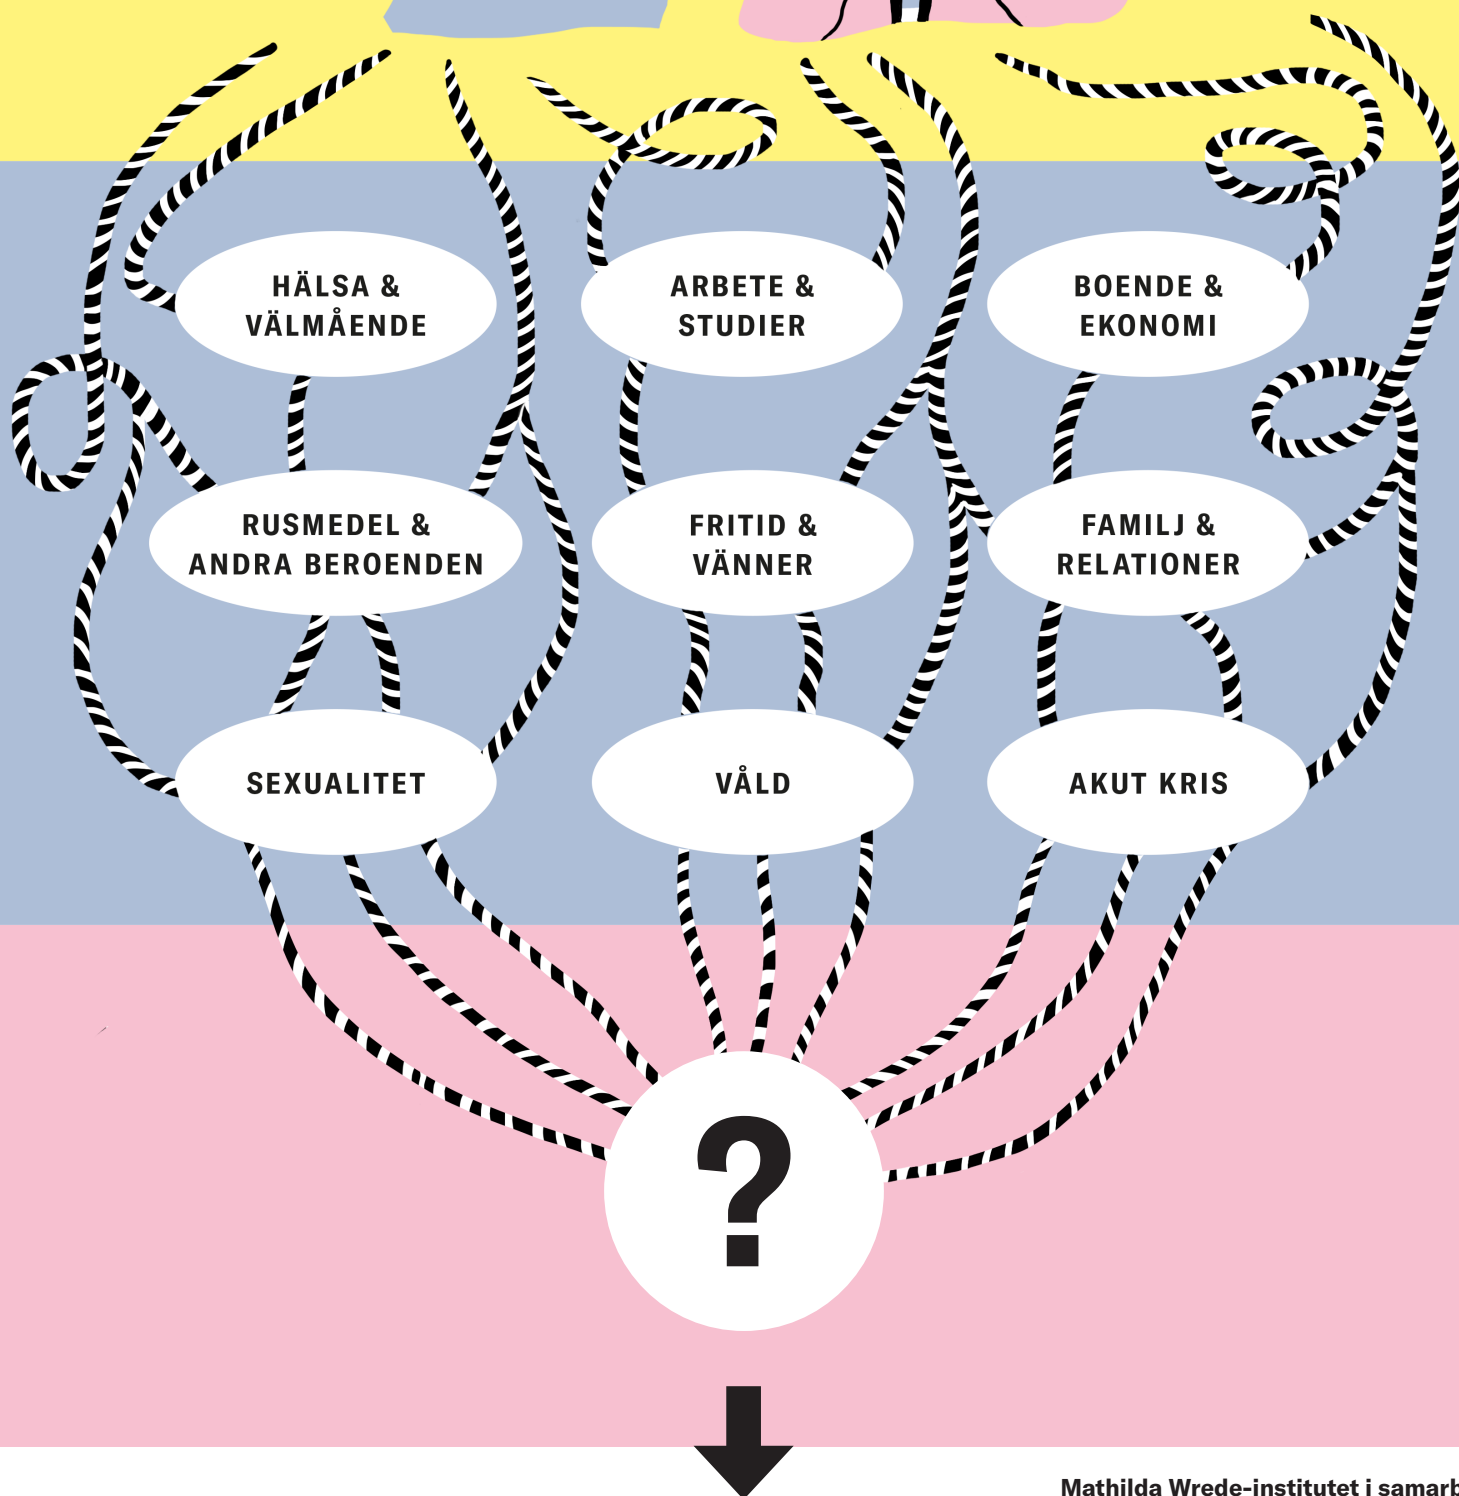 HÄLSA &
VÄLMÅENDE
ARBETE &
STUDIER
BOENDE &
EKONOMI
RUSMEDEL &
ANDRA BEROENDEN
FRITID &
VÄNNER
FAMILJ &
RELATIONER
SEXUALITET
VÅLD
AKUT KRIS
?
Mathilda Wrede-institutet i samarb